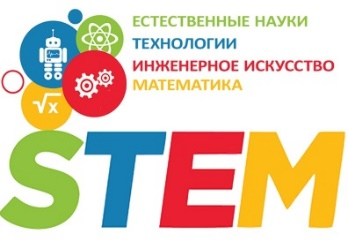 ЕСТЕСТВЕННЫЕ НАУКИ
ТЕХНОЛОГИИ
ИНЖЕНЕРНОЕ ИСКУССТВО
МАТЕМАТИКА
√x
STEM